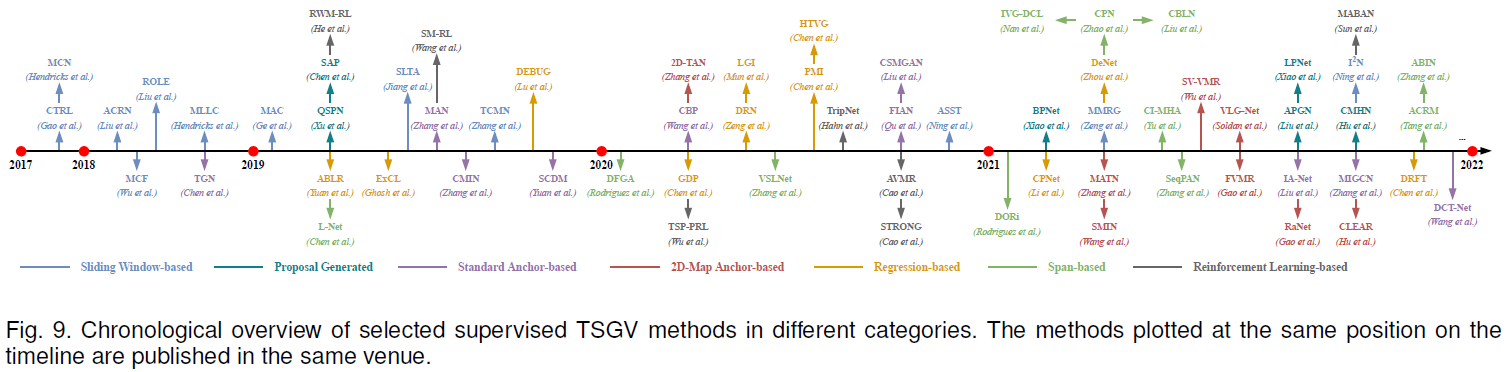 RWM-RL
(He et al.)
SM-RL
(Wang et al.)
HTVG
(Chen et al.)
IVG-DCL
(Nan et al.)
CPN
(Zhao et al.)
CBLN
(Liu et al.)
MABAN
(Sun et al.)
MCN
(Hendricks et al.)
ROLE
(Liu et al.)
SAP
(Chen et al.)
SLTA
(Jiang et al.)
DEBUG
(Lu et al.)
2D-TAN
(Zhang et al.)
LGI
(Mun et al.)
PMI
(Chen et al.)
CSMGAN
(Liu et al.)
DeNet
(Zhou et al.)
SV-VMR
(Wu et al.)
LPNet
(Xiao et al.)
I²N
(Ning et al.)
ABIN
(Zhang et al.)
CTRL
(Gao et al.)
ACRN
(Liu et al.)
MLLC
(Hendricks et al.)
MAC
(Ge et al.)
QSPN
(Xu et al.)
MAN
(Zhang et al.)
TCMN
(Zhang et al.)
CBP
(Wang et al.)
DRN
(Zeng et al.)
TripNet
(Hahn et al.)
FIAN
(Qu et al.)
ASST
(Ning et al.)
BPNet
(Xiao et al.)
MMRG
(Zeng et al.)
CI-MHA
(Yu et al.)
VLG-Net
(Soldan et al.)
APGN
(Liu et al.)
CMHN
(Hu et al.)
ACRM
(Tang et al.)
...
2017
2018
2019
2020
2021
2022
MCF
(Wu et al.)
TGN
(Chen et al.)
ABLR
(Yuan et al.)
ExCL
(Ghosh et al.)
CMIN
(Zhang et al.)
SCDM
(Yuan et al.)
DFGA
(Rodriguez et al.)
GDP
(Chen et al.)
VSLNet
(Zhang et al.)
AVMR
(Cao et al.)
CPNet
(Li et al.)
MATN
(Zhang et al.)
SeqPAN
(Zhang et al.)
FVMR
(Gao et al.)
IA-Net
(Liu et al.)
MIGCN
(Zhang et al.)
DRFT
(Chen et al.)
L-Net
(Chen et al.)
TSP-PRL
(Wu et al.)
STRONG
(Cao et al.)
DORi
(Rodriguez et al.)
SMIN
(Wang et al.)
RaNet
(Gao et al.)
CLEAR
(Hu et al.)
DCT-Net
(Wang et al.)
Sliding Window-based
Proposal Generated
Standard Anchor-based
2D-Map Anchor-based
Regression-based
Span-based
Reinforcement Learning-based
Fig. 9. Chronological overview of selected supervised TSGV methods in different categories. The methods plotted at the same position on the
timeline are published in the same venue.